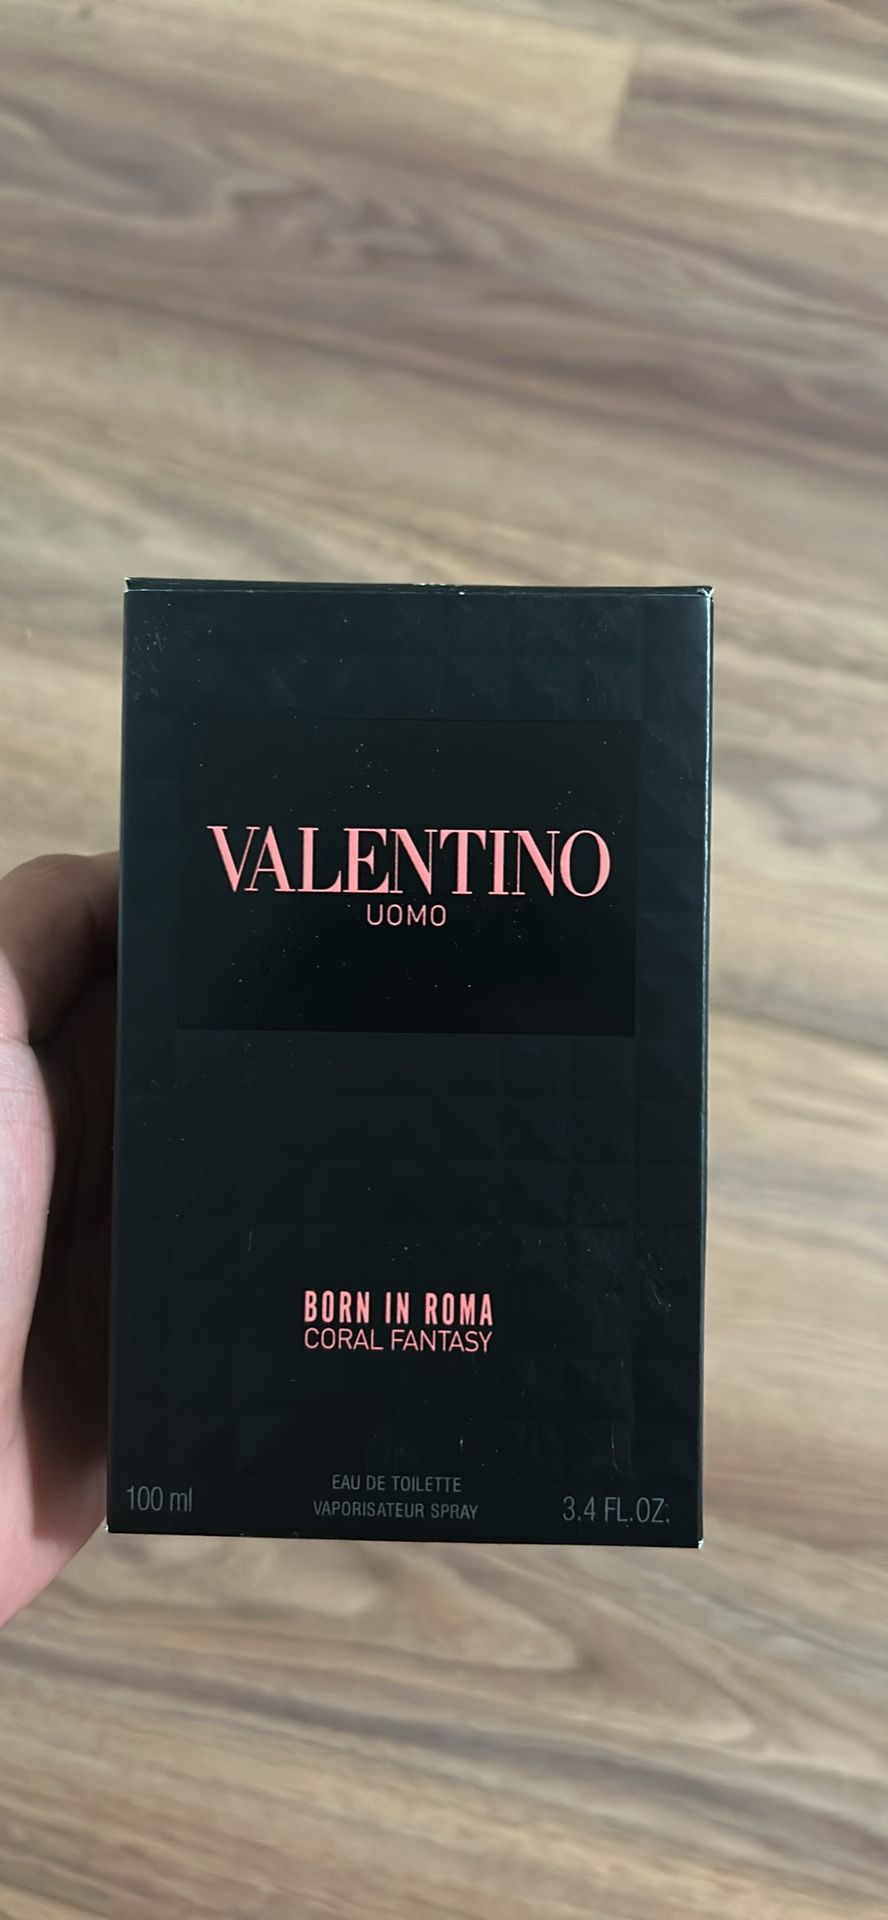 VALENTINO
UOMO
BORN IN ROMA
CORAL FANTASY
EAU DE TOILETTE
100 ml VAPORISATEUR SPRAY 3.4 FL.OZ.